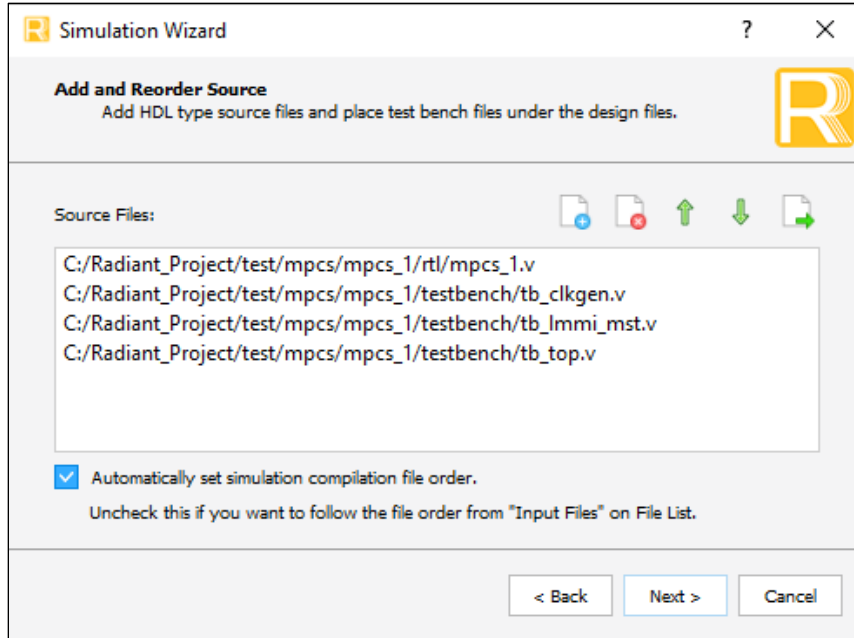 Simulation Wizard
?
Add and Reorder Source
Add HDL type source files and place test bench files under the design files.
Source Files:
C:/Radiant_Project/test/mpcs/mpcs_1/rtl/mpcs_1.v
C:/Radiant_Project/test/mpcs/mpcs_1/testbench/tb_clkgen.v
C:/Radiant_Project/test/mpcs/mpcs_1/testbench/tb_lmmi_mst.v
C:/Radiant_Project/test/mpcs/mpcs_1/testbench/tb_top.v
Automatically set simulation compilation file order.
Uncheck this if you want to follow the file order from "Input Files" on File List.
< Back Next > Cancel